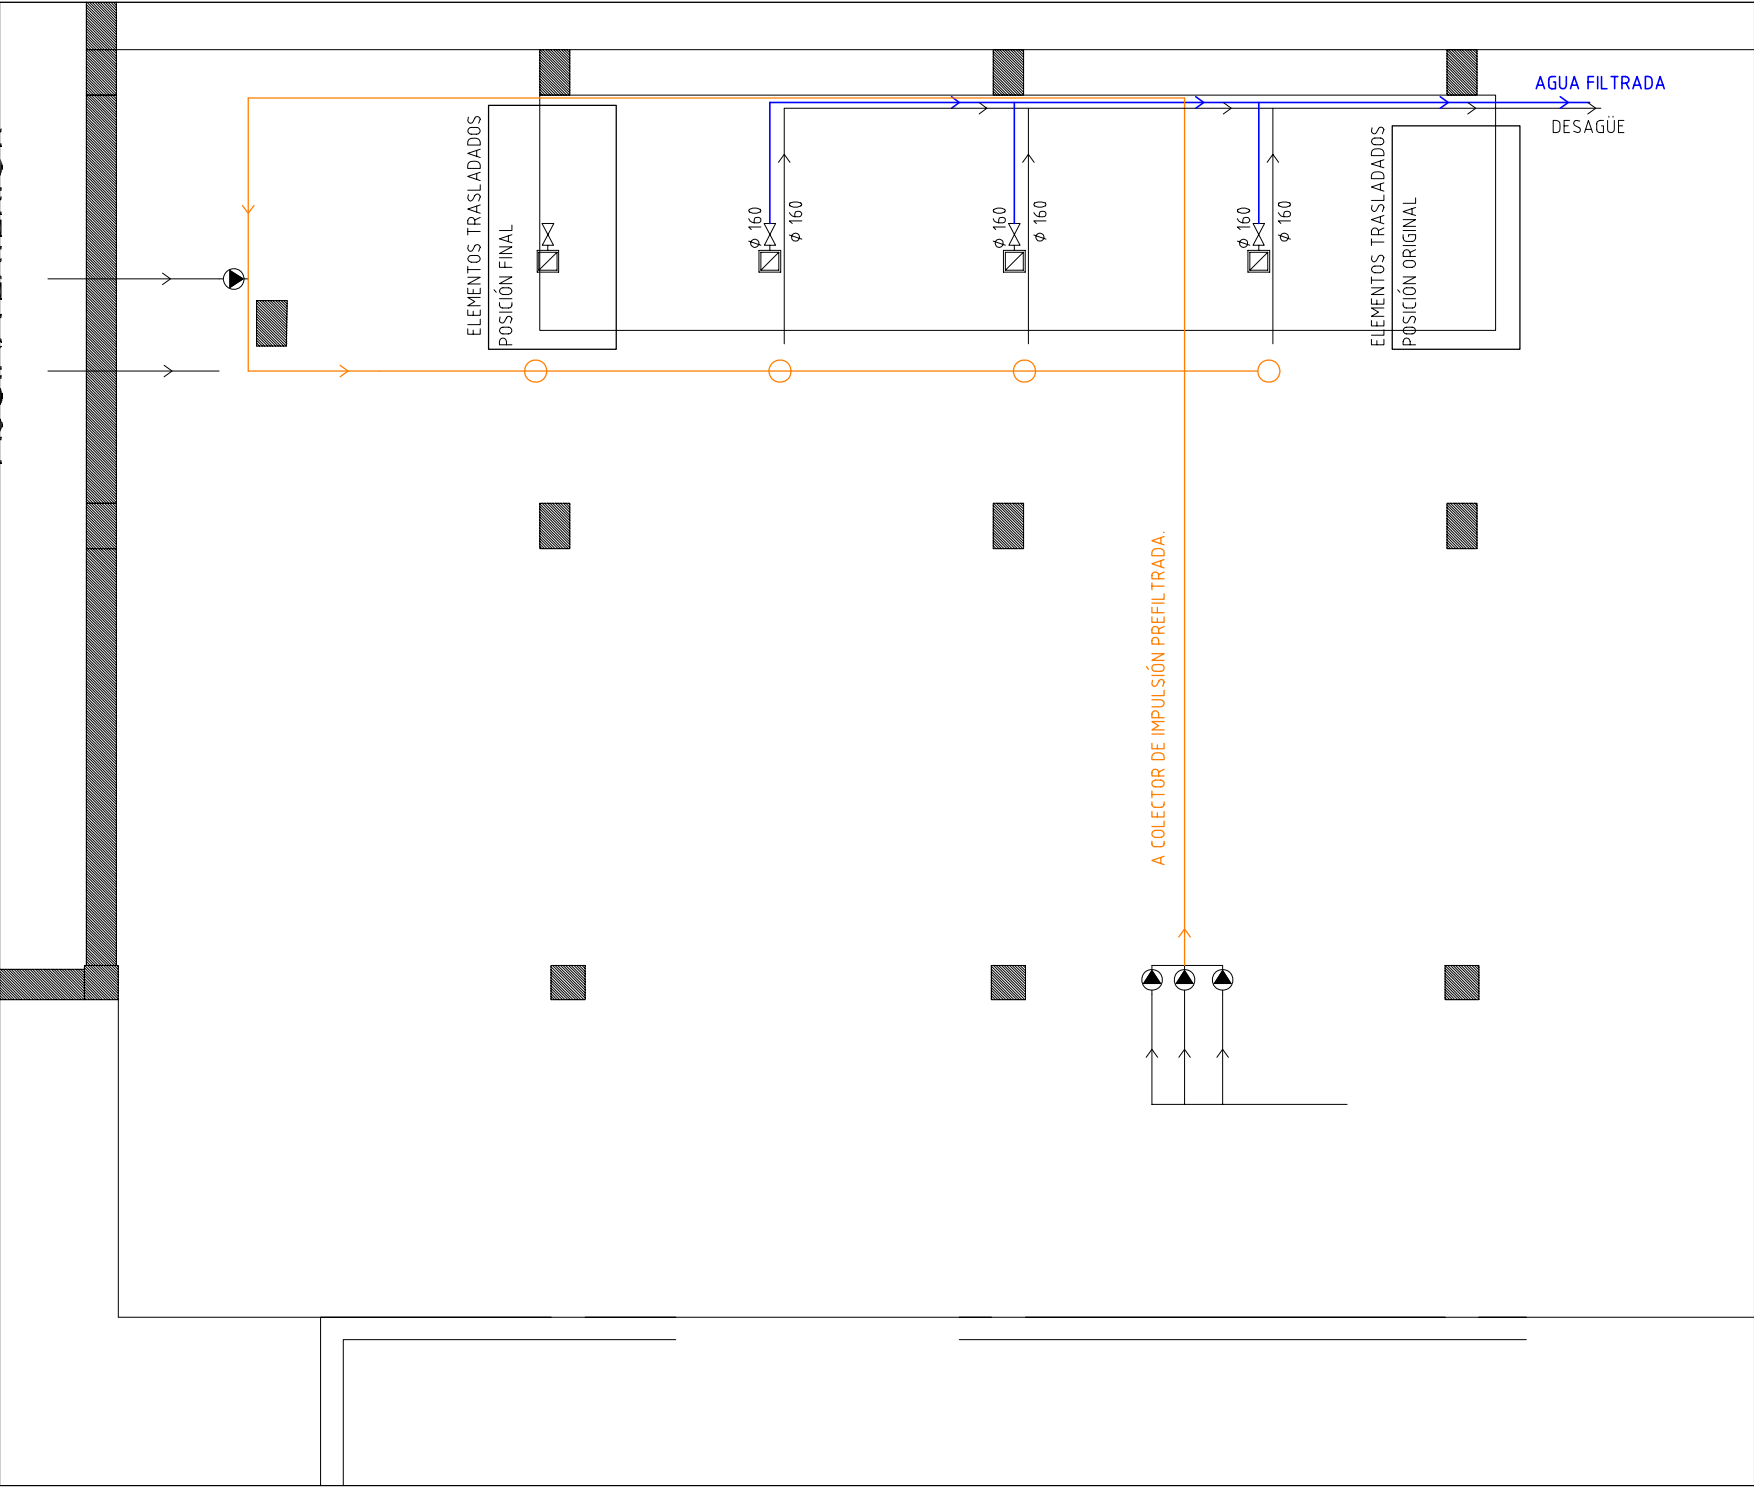 AGUA FILTRADA
DESAGÜE
ELEMENTOS TRASLADADOS
POSICIÓN FINAL
ϕ 160
ϕ 160
ϕ 160
ϕ 160
ϕ 160
ϕ 160
ELEMENTOS TRASLADADOS
POSICIÓN ORIGINAL
A COLECTOR DE IMPULSIÓN PREFILTRADA.